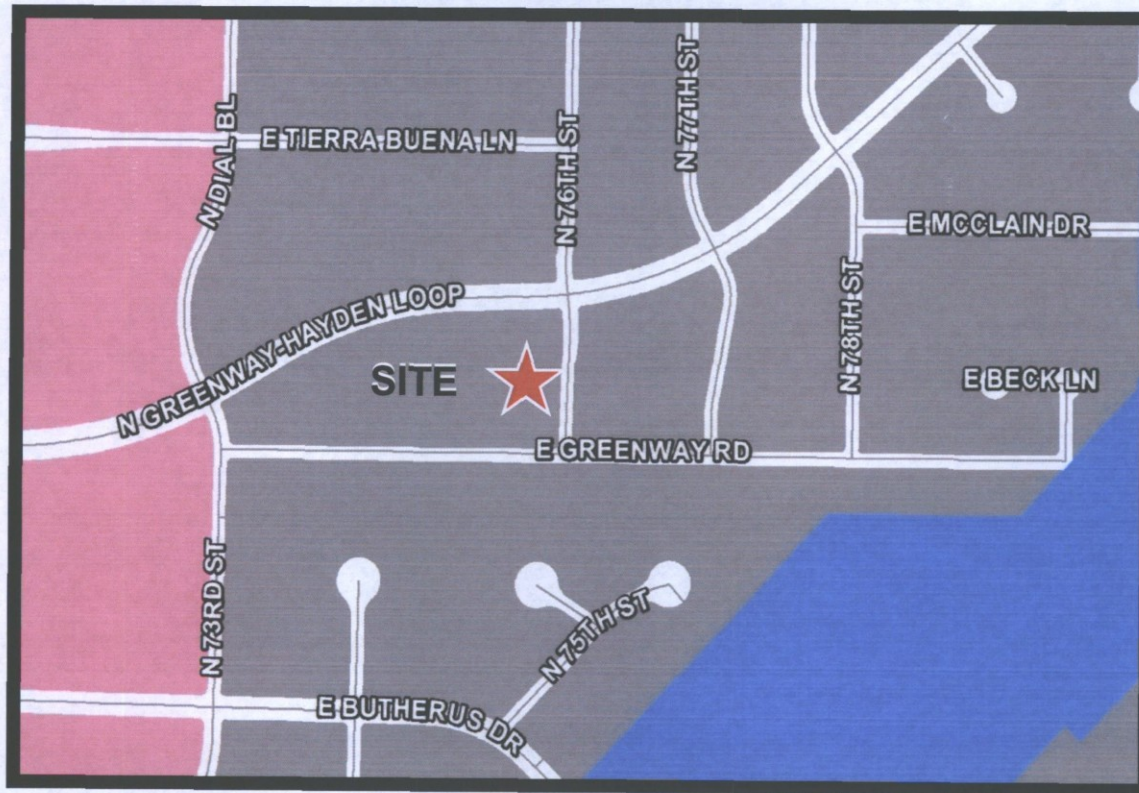 N 77TH ST
N DIAL BL
E TIERRA BUENA LN
N 76TH ST
E MCCLAIN DR
N GREENWAY-HAYDEN LOOP
N 78TH ST
SITE
E BECK LN
E GREENWAY RD
N 73RD ST
N 75TH ST
E BUTHERUS DR